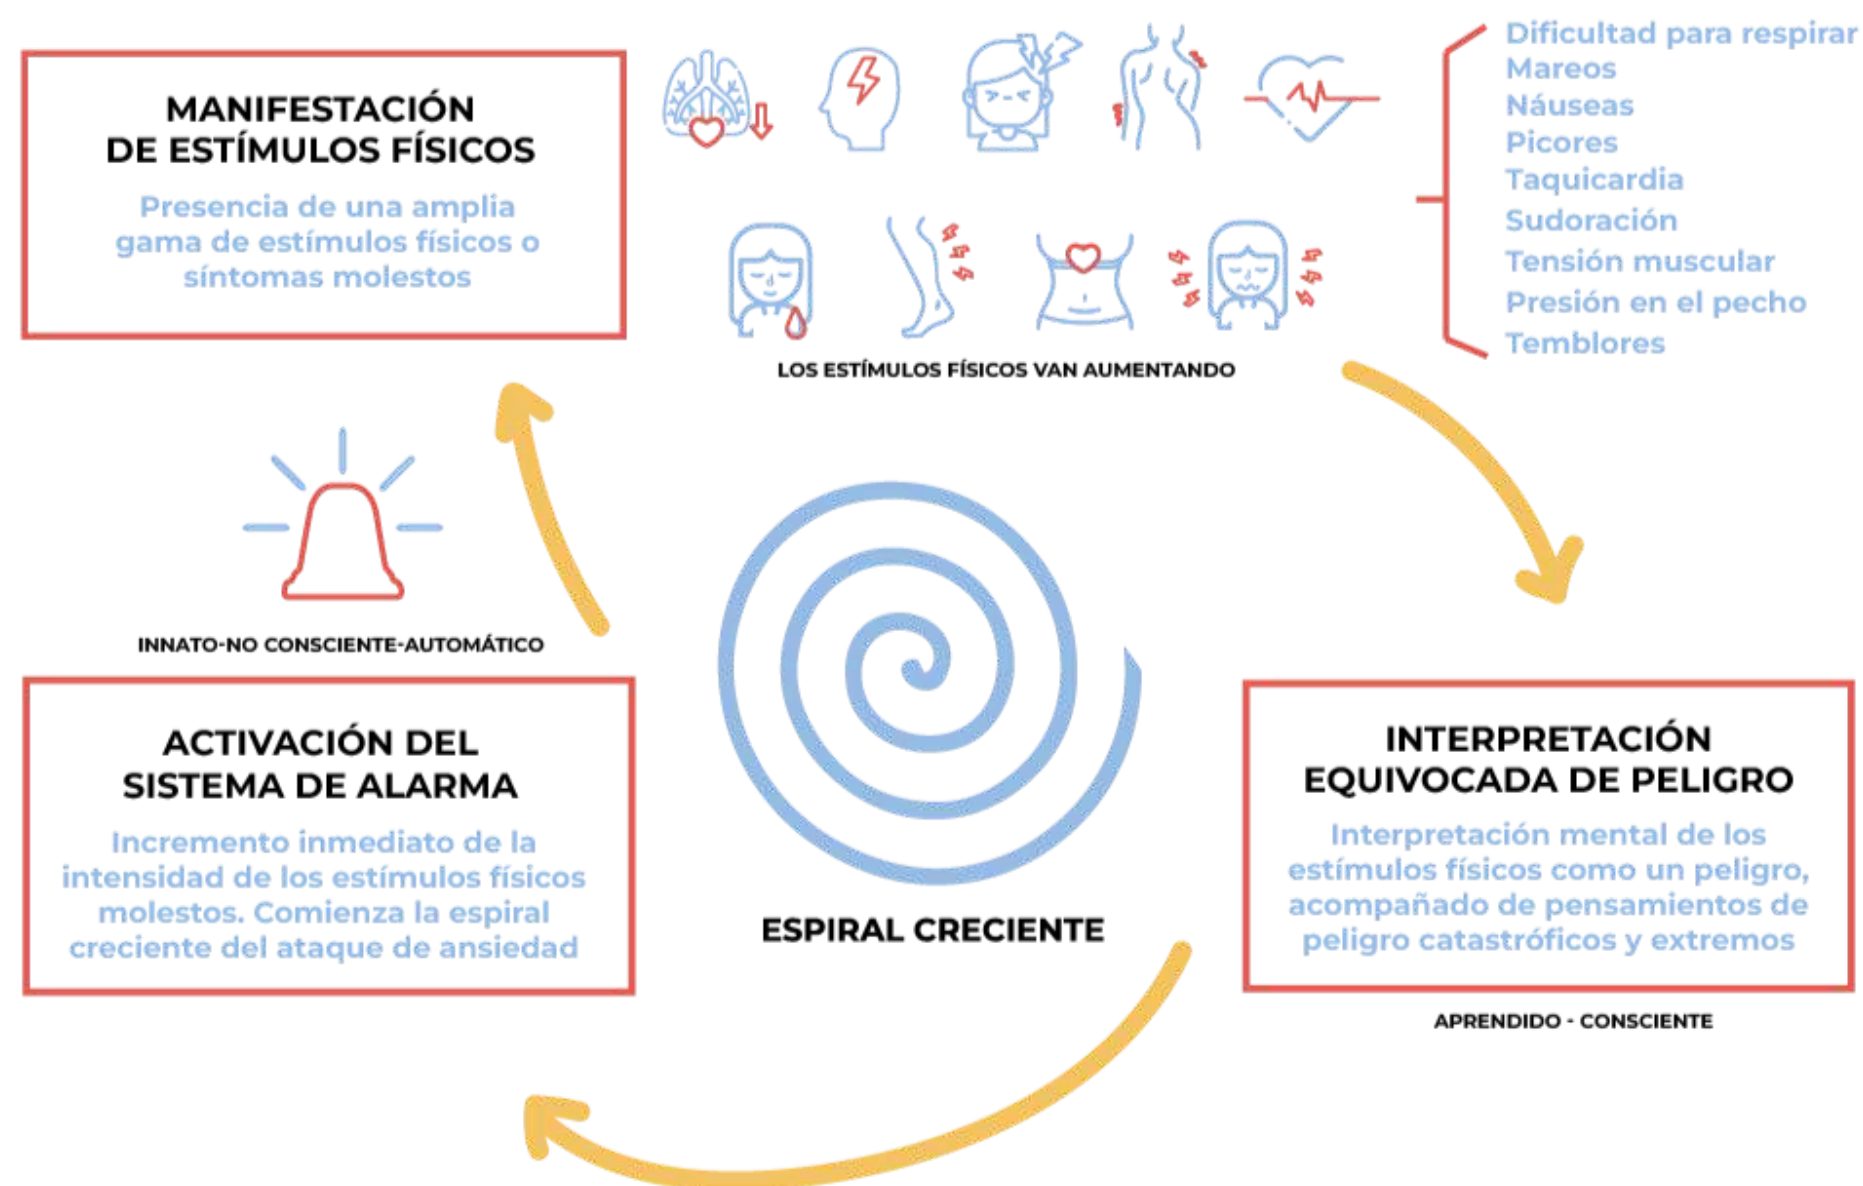 MANIFESTACIÓN
DE ESTÍMULOS FÍSICOS
Presencia de una amplia
gama de estímulos físicos o
síntomas molestos
LOS ESTÍMULOS FÍSICOS VAN AUMENTANDO
Dificultad para respirar
Mareos
Náuseas
Picores
Taquicardia
Sudoración
Tensión muscular
Presión en el pecho
Temblores
INTERPRETACIÓN
EQUIVOCADA DE PELIGRO
Interpretación mental de los
estímulos físicos como un peligro,
acompañado de pensamientos de
peligro catastróficos y extremos
APRENDIDO - CONSCIENTE
ESPIRAL CRECIENTE
INNATO-NO CONSCIENTE-AUTOMÁTICO
ACTIVACIÓN DEL
SISTEMA DE ALARMA
Incremento inmediato de la
intensidad de los estímulos físicos
molestos. Comienza la espiral
creciente del ataque de ansiedad